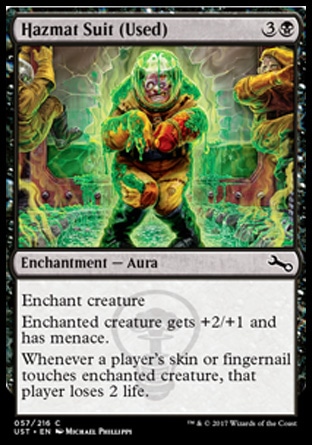 Hazmat Suit (Used) 3
Enchantment — Aura
Enchant creature
Enchanted creature gets +2/+1 and
has menace.
Whenever a player's skin or fingernail
touches enchanted creature, that
player loses 2 life.
057/216 C
UST • EN Michael Phillippi
™ & © 2017 Wizards of the Coast